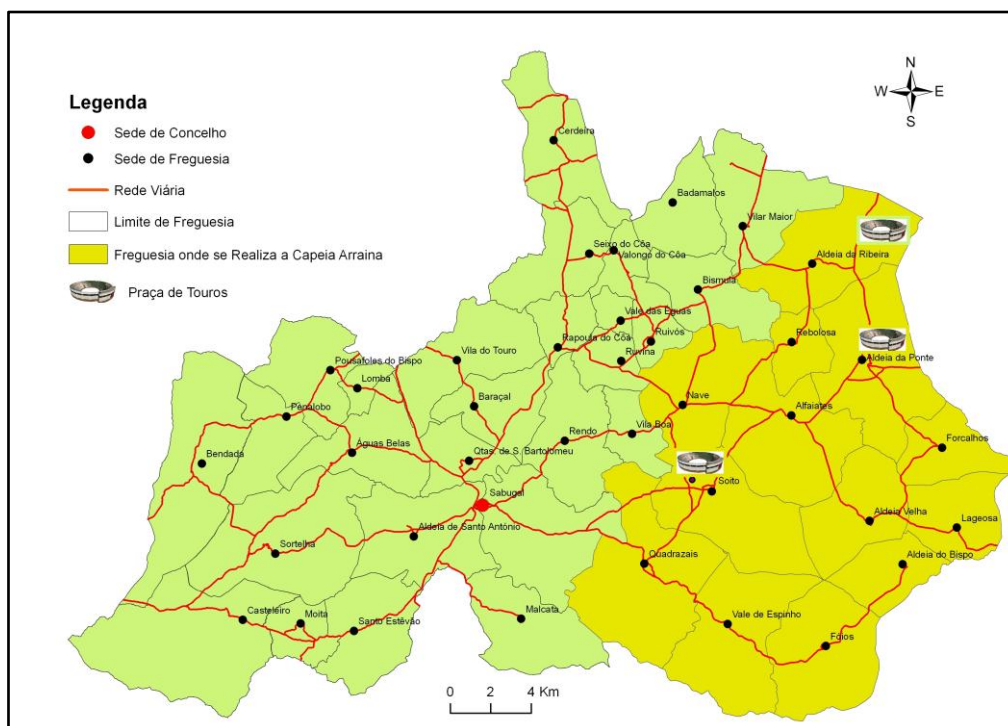 Legenda
Sede de Concelho
Sede de Freguesia
Rede Viária
Limite de Freguesia
Freguesia onde se Realiza a Capeia Arraina
Praça de Touros
N
W E
S
Cerdeira
Badamalos
Vilar Maior
Seixo do Côa
Valongo do Côa
Aldeia da Ribeira
Bismula
Vale das Éguas
Ruivós
Rebolosa
Rapoula do Côa
Ruvina
Aldeia da Ponte
Vila do Touro
Pousafoles do Bispo
Lomba
Baraçal
Nave
Alfaiates
Penalobo
Vila Boa
Rendo
Forcalhos
Águas Belas
Bendada
Qtas. de S. Bartolomeu
Soito
Sabugal
Aldeia de Santo António
Aldeia Velha
Lageosa
Sortelha
Quadrazais
Aldeia do Bispo
Casteleiro
Moita
Santo Estêvão
Malcata
Vale de Espinho
Fóios
0 2 4 Km